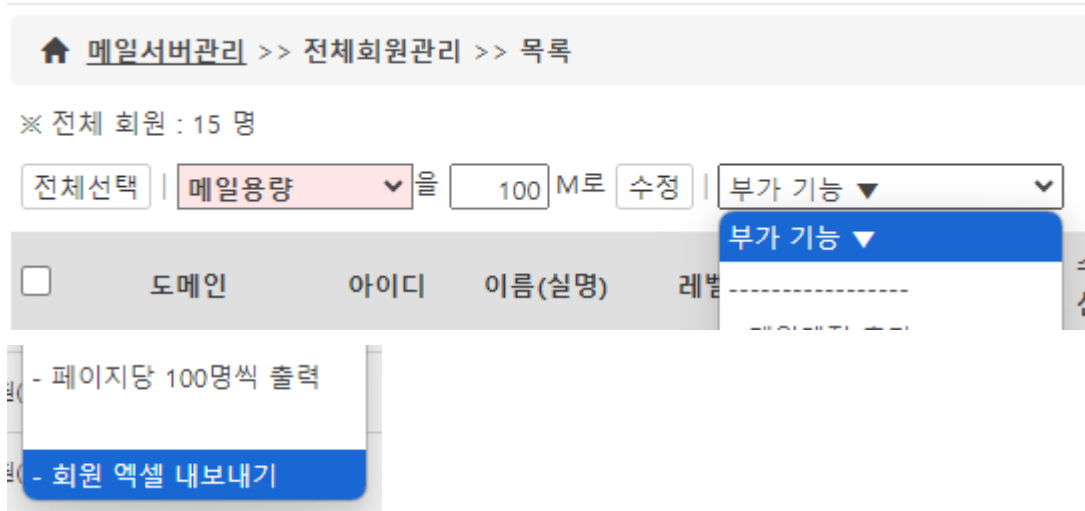 메일서버관리 >> 전체회원관리 >> 목록
※ 전체 회원 : 15 명
전체선택 | 메일용량 을 100 M로 수정 | 부가 기능 ▼
부가 기능 ▼
도메인 아이디 이름(실명)
-----------------
- 페이지당 100명씩 출력
- 회원 엑셀 내보내기